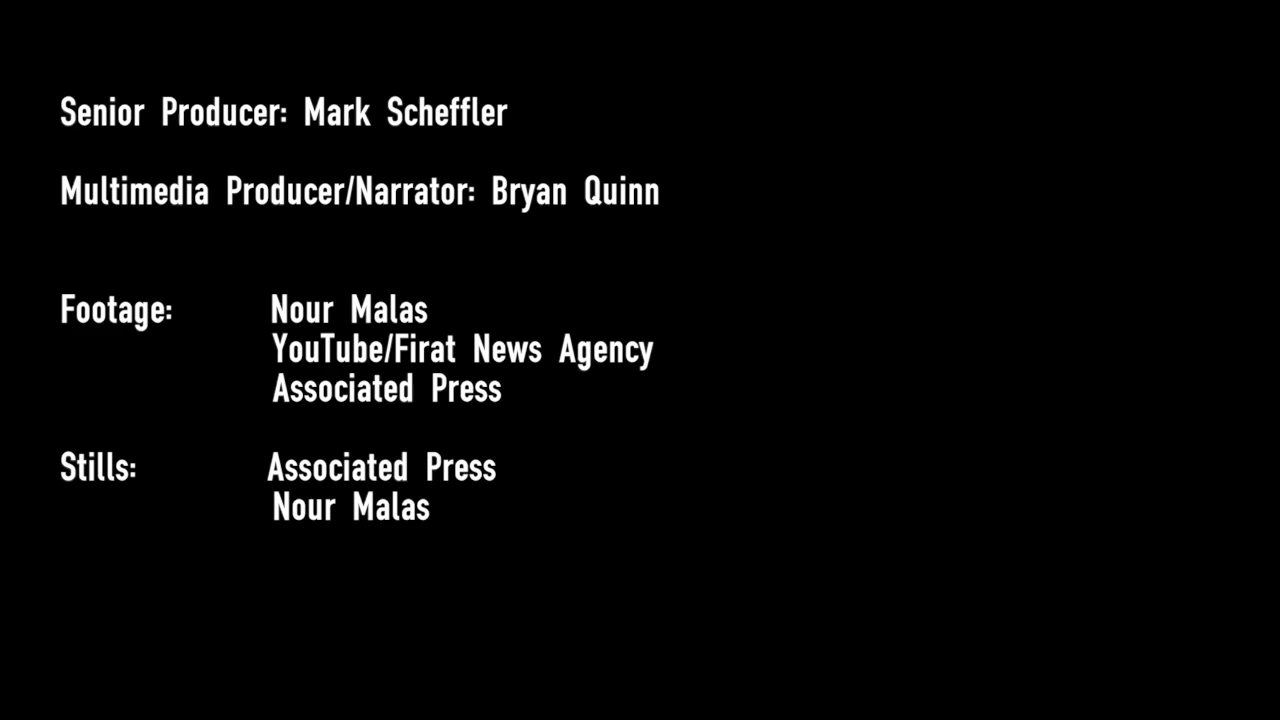 Senior Producer: Mark Scheffler
Multimedia Producer/Narrator: Bryan Quinn
Footage: Nour Malas
YouTube/Firat News Agency
Associated Press
Stills: Associated Press
Nour Malas